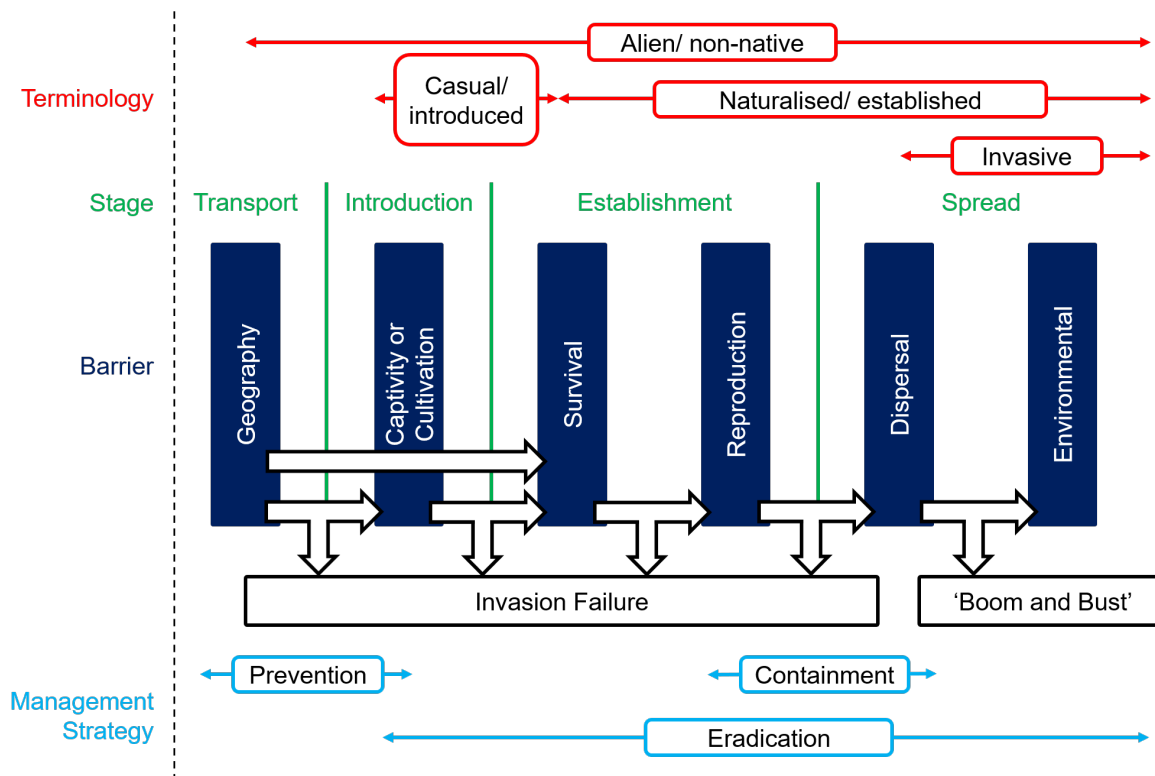 Alien/ non-native
Terminology
Casual/
introduced
Naturalised/ established
Invasive
Stage
Transport
Introduction
Establishment
Spread
Barrier
Geography
Captivity or
Cultivation
Survival
Reproduction
Dispersal
Environmental
Invasion Failure
‘Boom and Bust’
Management
Strategy
Prevention
Containment
Eradication